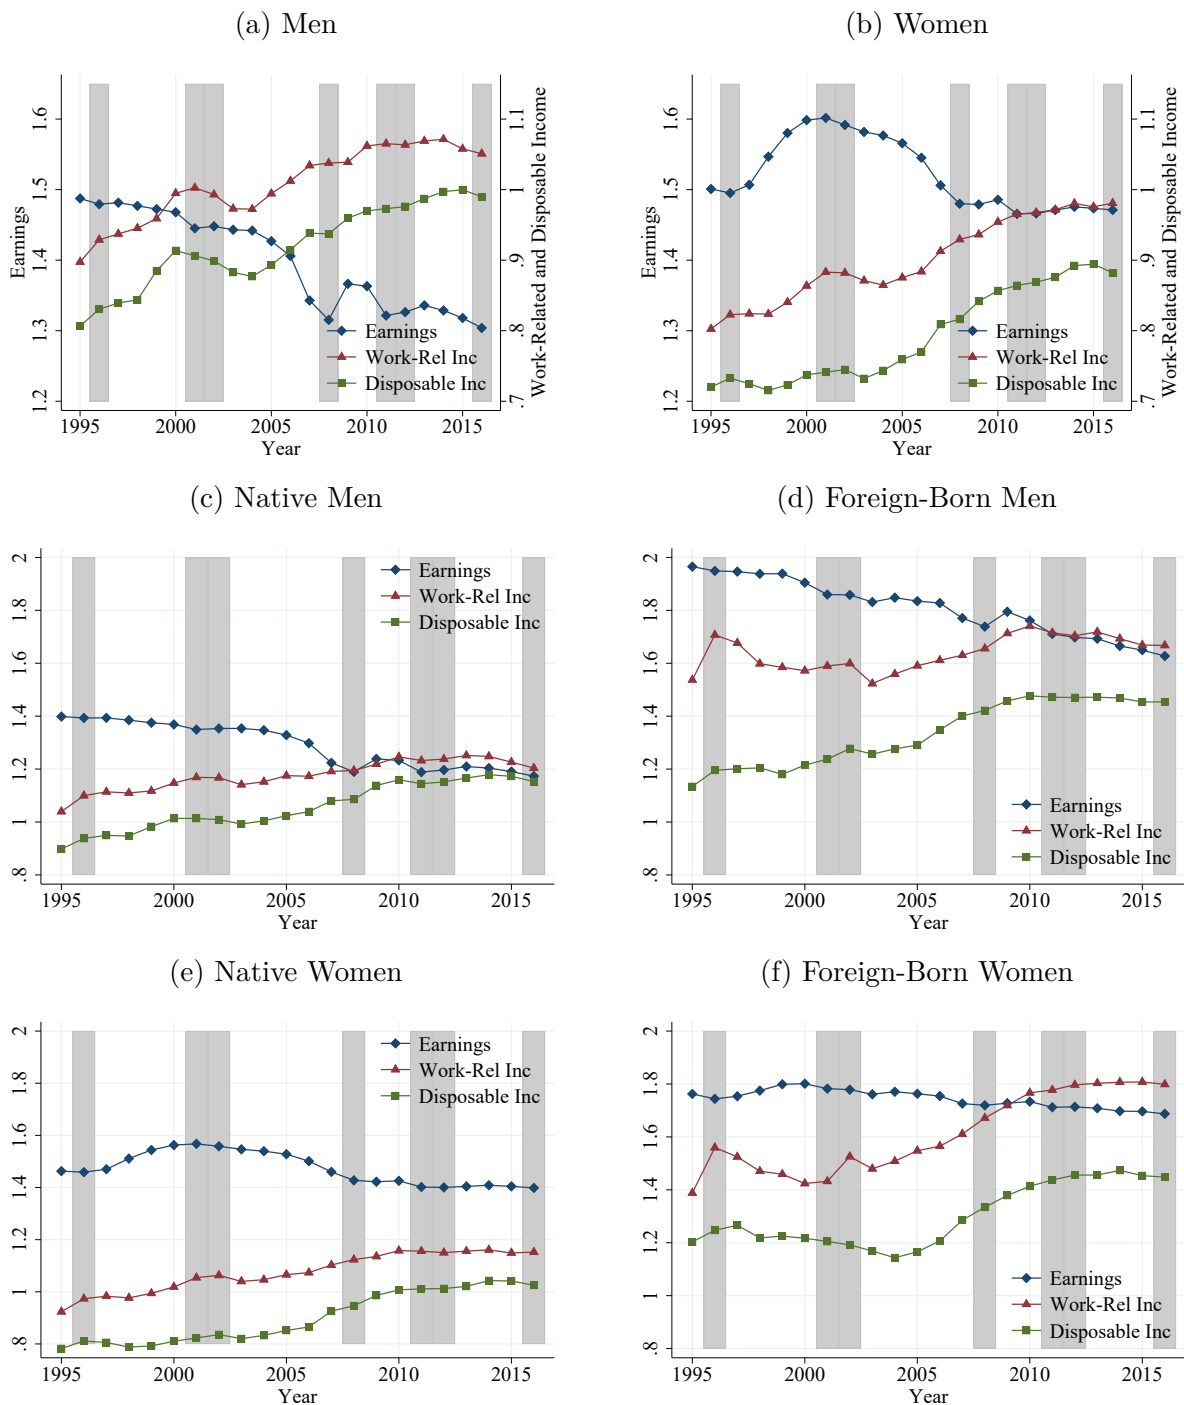 (a) Men
Earnings
1.2 1.3 1.4 1.5 1.6
.7 .8 .9 1 1.1
Work-Related and Disposable Income
Earnings
Work-Rel Inc
Disposable Inc
1995 2000 2005 2010 2015
Year
(b) Women
Earnings
1.2 1.3 1.4 1.5 1.6
.7 .8 .9 1 1.1
Work-Related and Disposable Income
Earnings
Work-Rel Inc
Disposable Inc
1995 2000 2005 2010 2015
Year
(c) Native Men
.8 1 1.2 1.4 1.6 1.8 2
Earnings
Work-Rel Inc
Disposable Inc
1995 2000 2005 2010 2015
Year
(d) Foreign-Born Men
.8 1 1.2 1.4 1.6 1.8 2
Earnings
Work-Rel Inc
Disposable Inc
1995 2000 2005 2010 2015
Year
(e) Native Women
.8 1 1.2 1.4 1.6 1.8 2
Earnings
Work-Rel Inc
Disposable Inc
1995 2000 2005 2010 2015
Year
(f) Foreign-Born Women
.8 1 1.2 1.4 1.6 1.8 2
Earnings
Work-Rel Inc
Disposable Inc
1995 2000 2005 2010 2015
Year